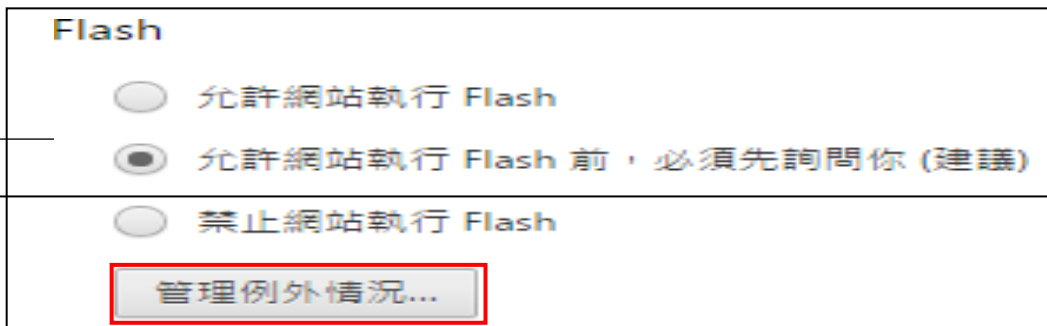 Flash
允許網站執行 Flash
允許網站執行 Flash 前，必須先詢問你 (建議)
禁止網站執行 Flash
管理例外情況...